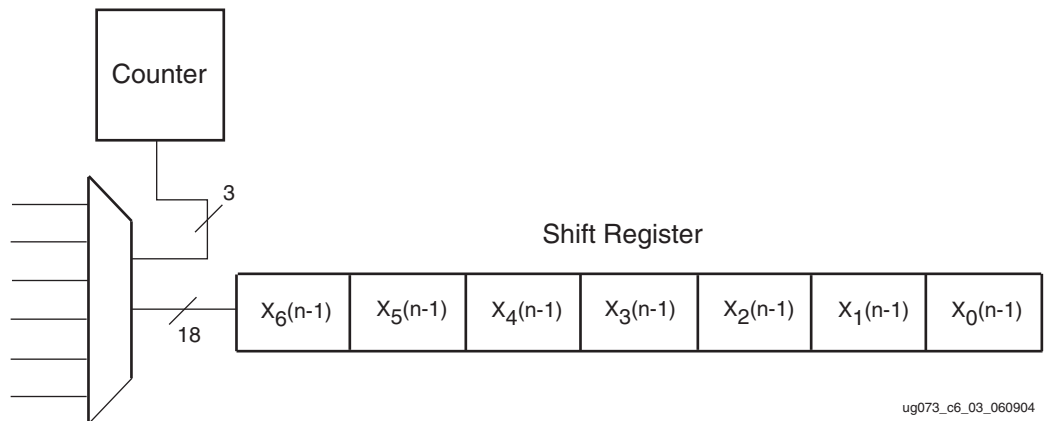 Counter
3
Shift Register
X6(n-1) X5(n-1) X4(n-1) X3(n-1) X2(n-1) X1(n-1) X0(n-1)
18
ug073_c6_03_060904